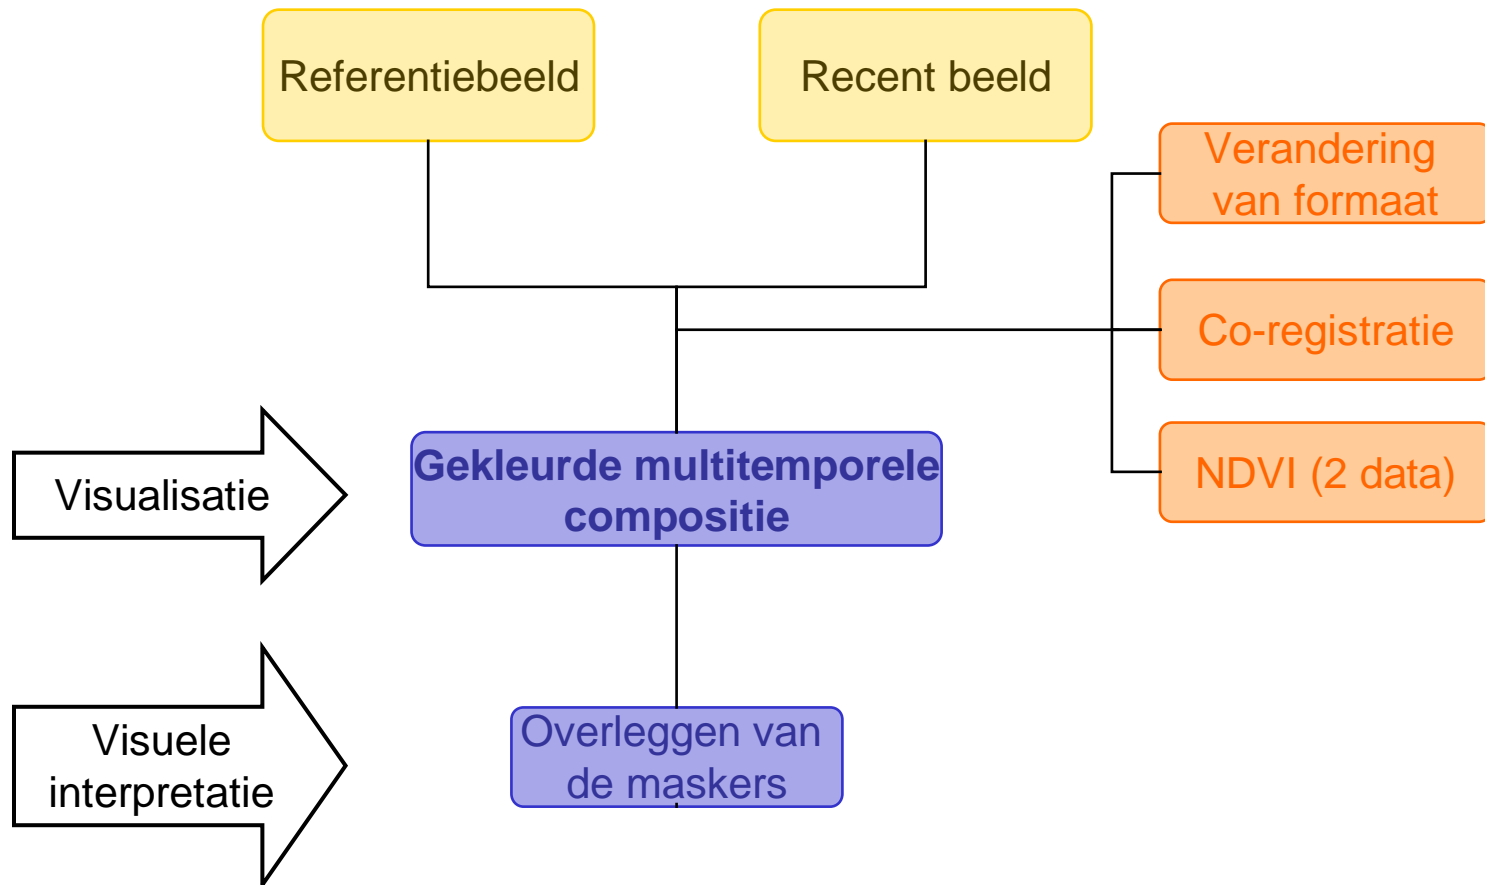 Referentiebeeld
Recent beeld
Verandering
van formaat
Co-registratie
NDVI (2 data)
Visualisatie
Gekleurde multitemporele
compositie
Visuele
interpretatie
Overleggen van
de maskers